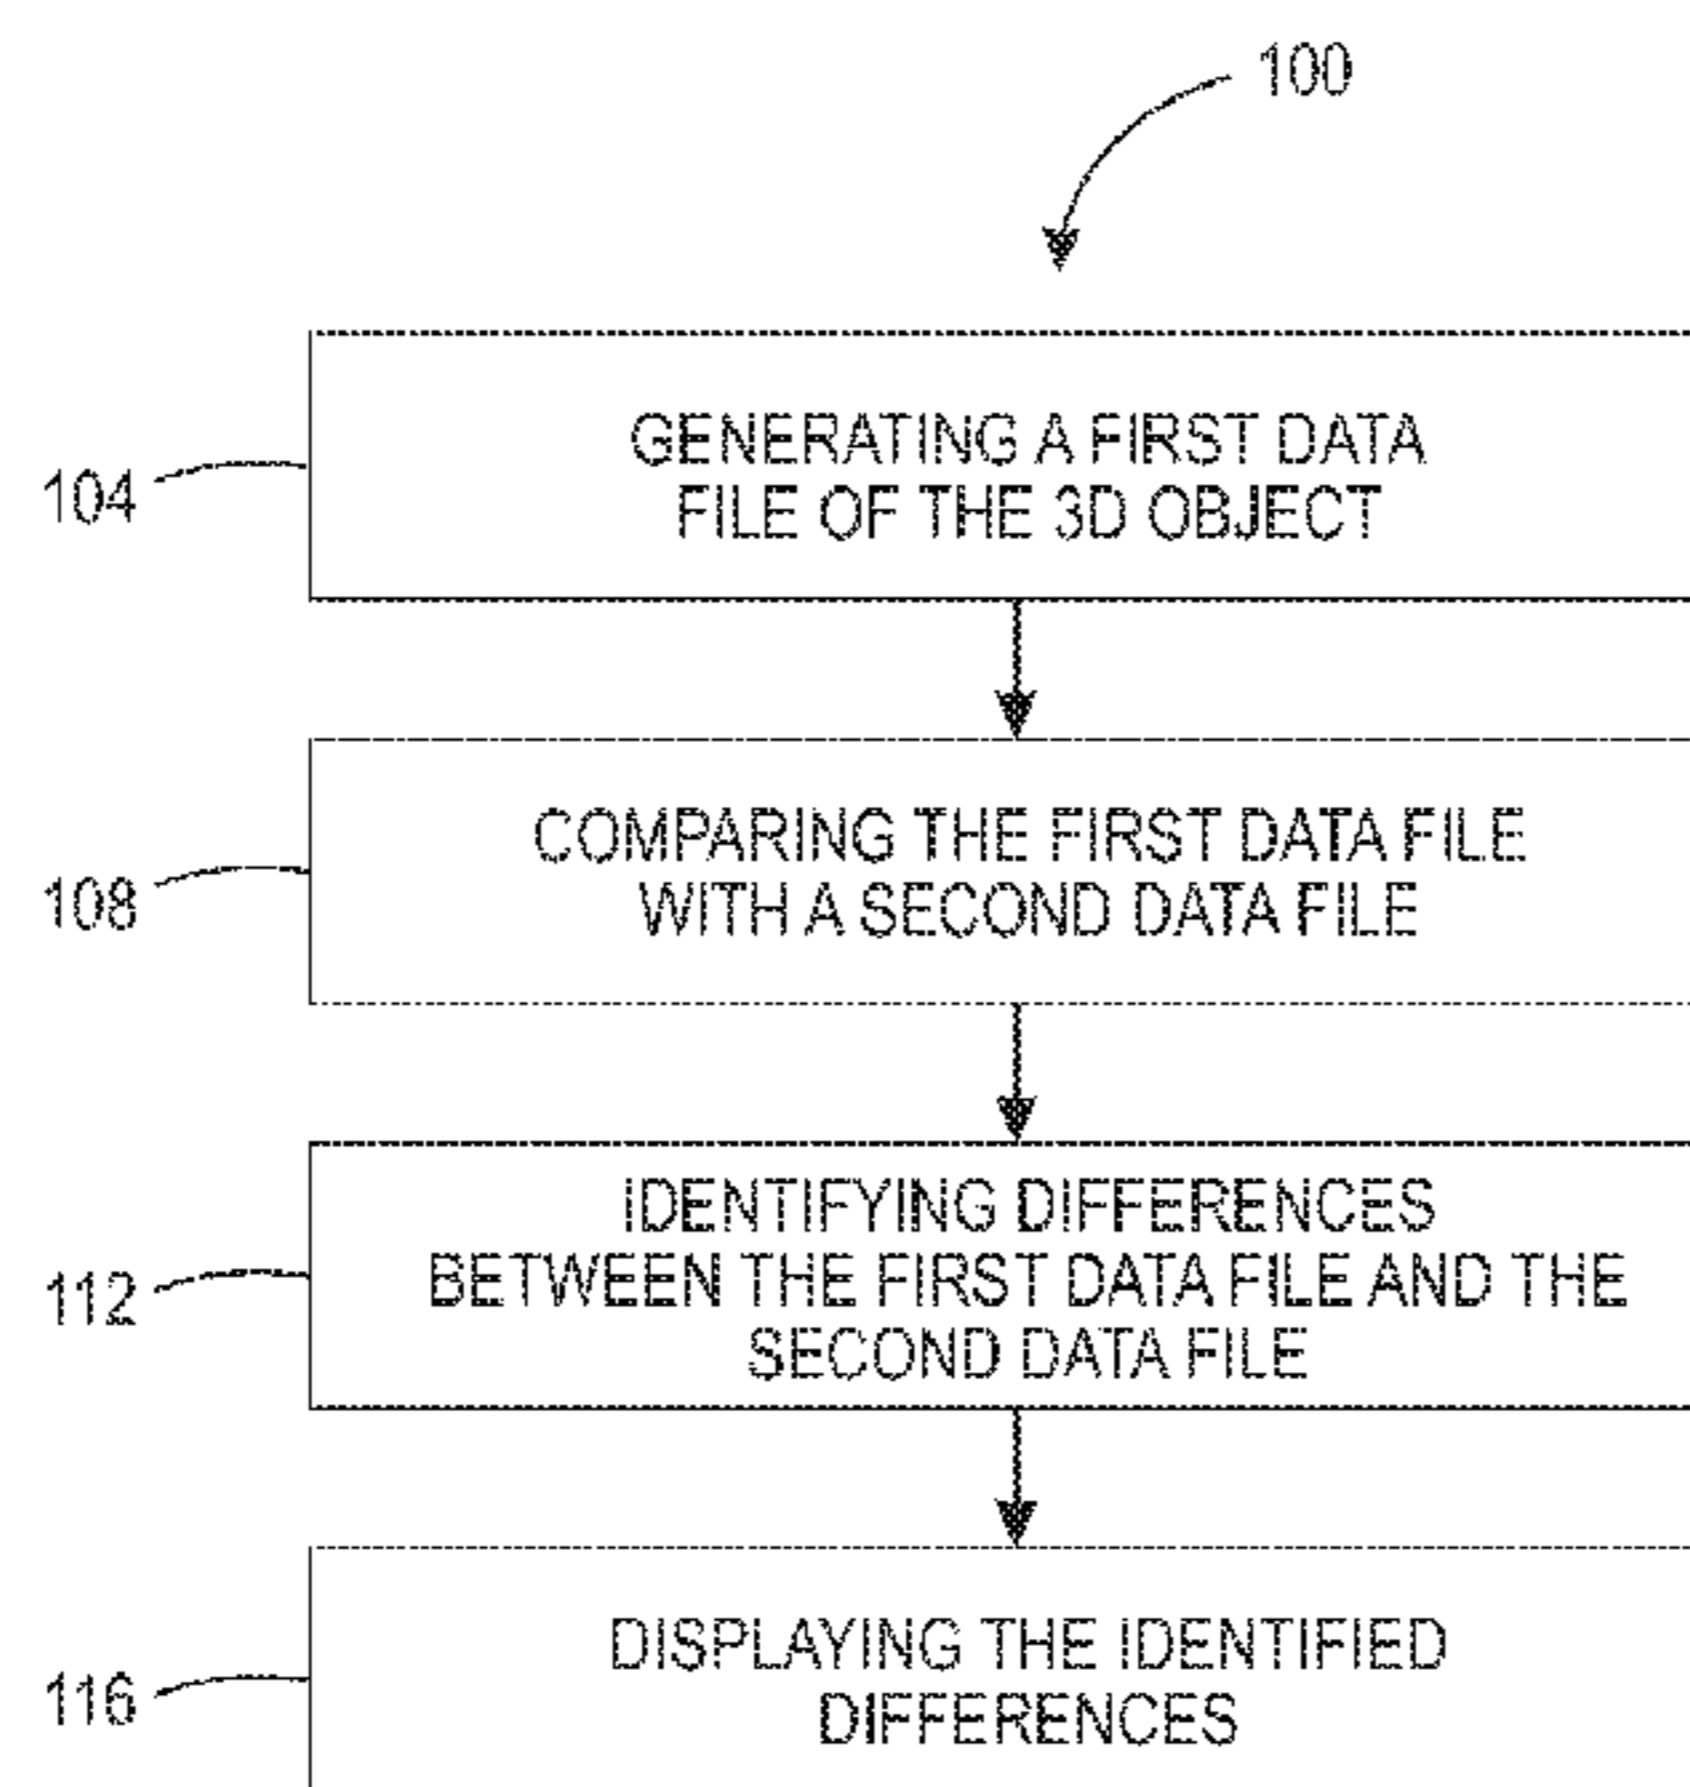 100
104
GENERATING A FIRST DATA
FILE OF THE 3D OBJECT
108
COMPARING THE FIRST DATA FILE
WITH A SECOND DATA FILE
112
IDENTIFYING DIFFERENCES
BETWEEN THE FIRST DATA FILE AND THE
SECOND DATA FILE
116
DISPLAYING THE IDENTIFIED
DIFFERENCES